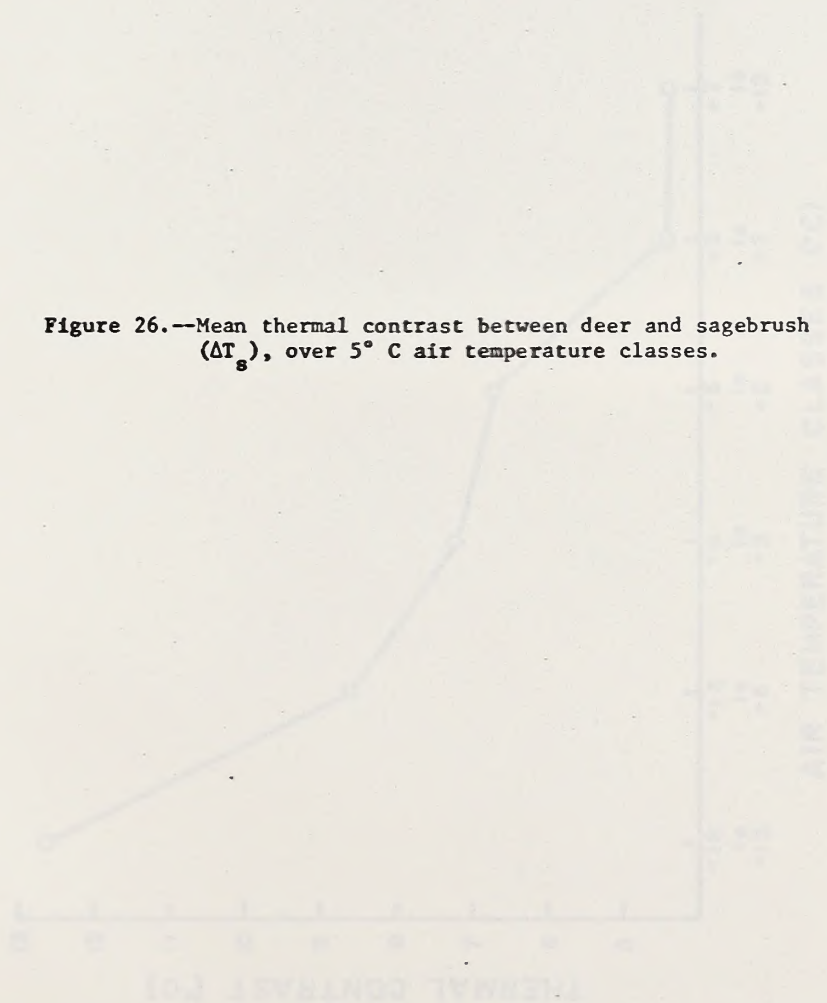 Figure 26.--Mean thermal contrast between deer and sagebrush
(ΔTs), over 5° C air temperature classes.